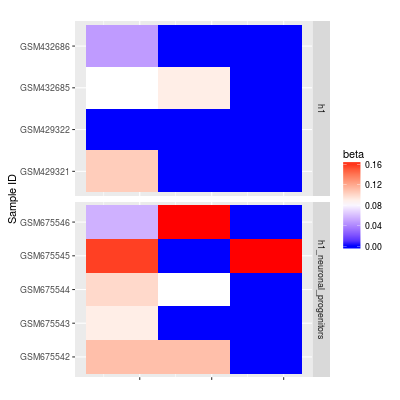 GSM432686
GSM432685
GSM429322
GSM429321
h1
GSM675546
GSM675545
GSM675544
GSM675543
GSM675542
h1_neuronal_progenitors
Sample ID
beta
0.16
0.12
0.08
0.04
0.00